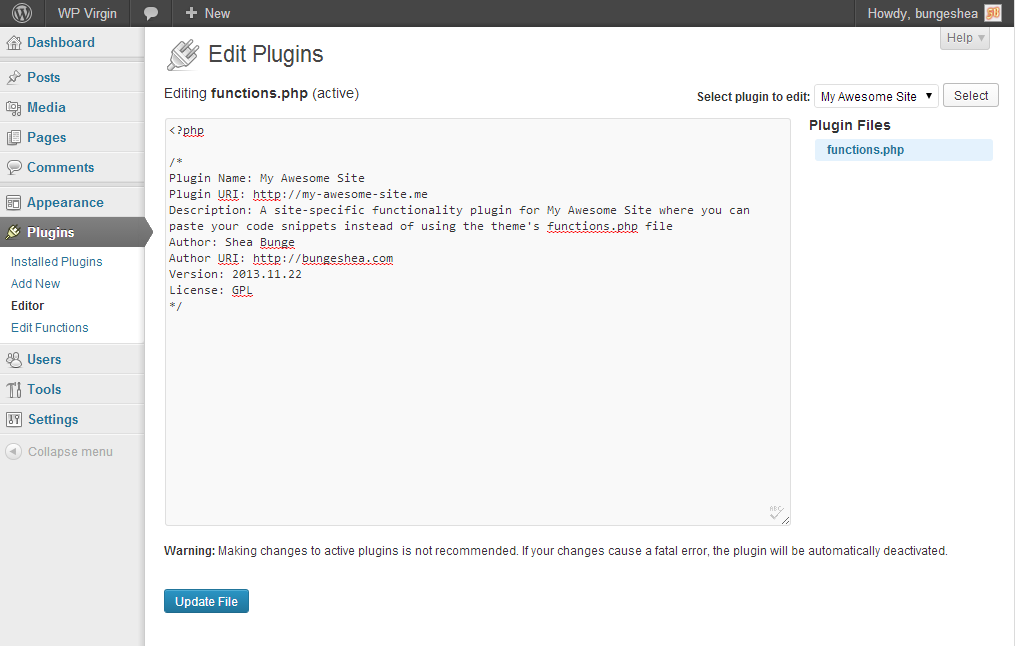 WP Virgin
New
Howdy, bungeshea
Help
Dashboard
Posts
Media
Pages
Comments
Appearance
Plugins
Installed Plugins
Add New
Editor
Edit Functions
Users
Tools
Settings
Collapse menu
Edit Plugins
Editing functions.php (active)
Select plugin to edit: My Awesome Site Select
<?php
/*
Plugin Name: My Awesome Site
Plugin URI: http://my-awesome-site.me
Description: A site-specific functionality plugin for My Awesome Site where you can
paste your code snippets instead of using the theme's functions.php file
Author: Shea Bunge
Author URI: http://bungeshea.com
Version: 2013.11.22
License: GPL
*/
ABC
Plugin Files
functions.php
Warning: Making changes to active plugins is not recommended. If your changes cause a fatal error, the plugin will be automatically deactivated.
Update File